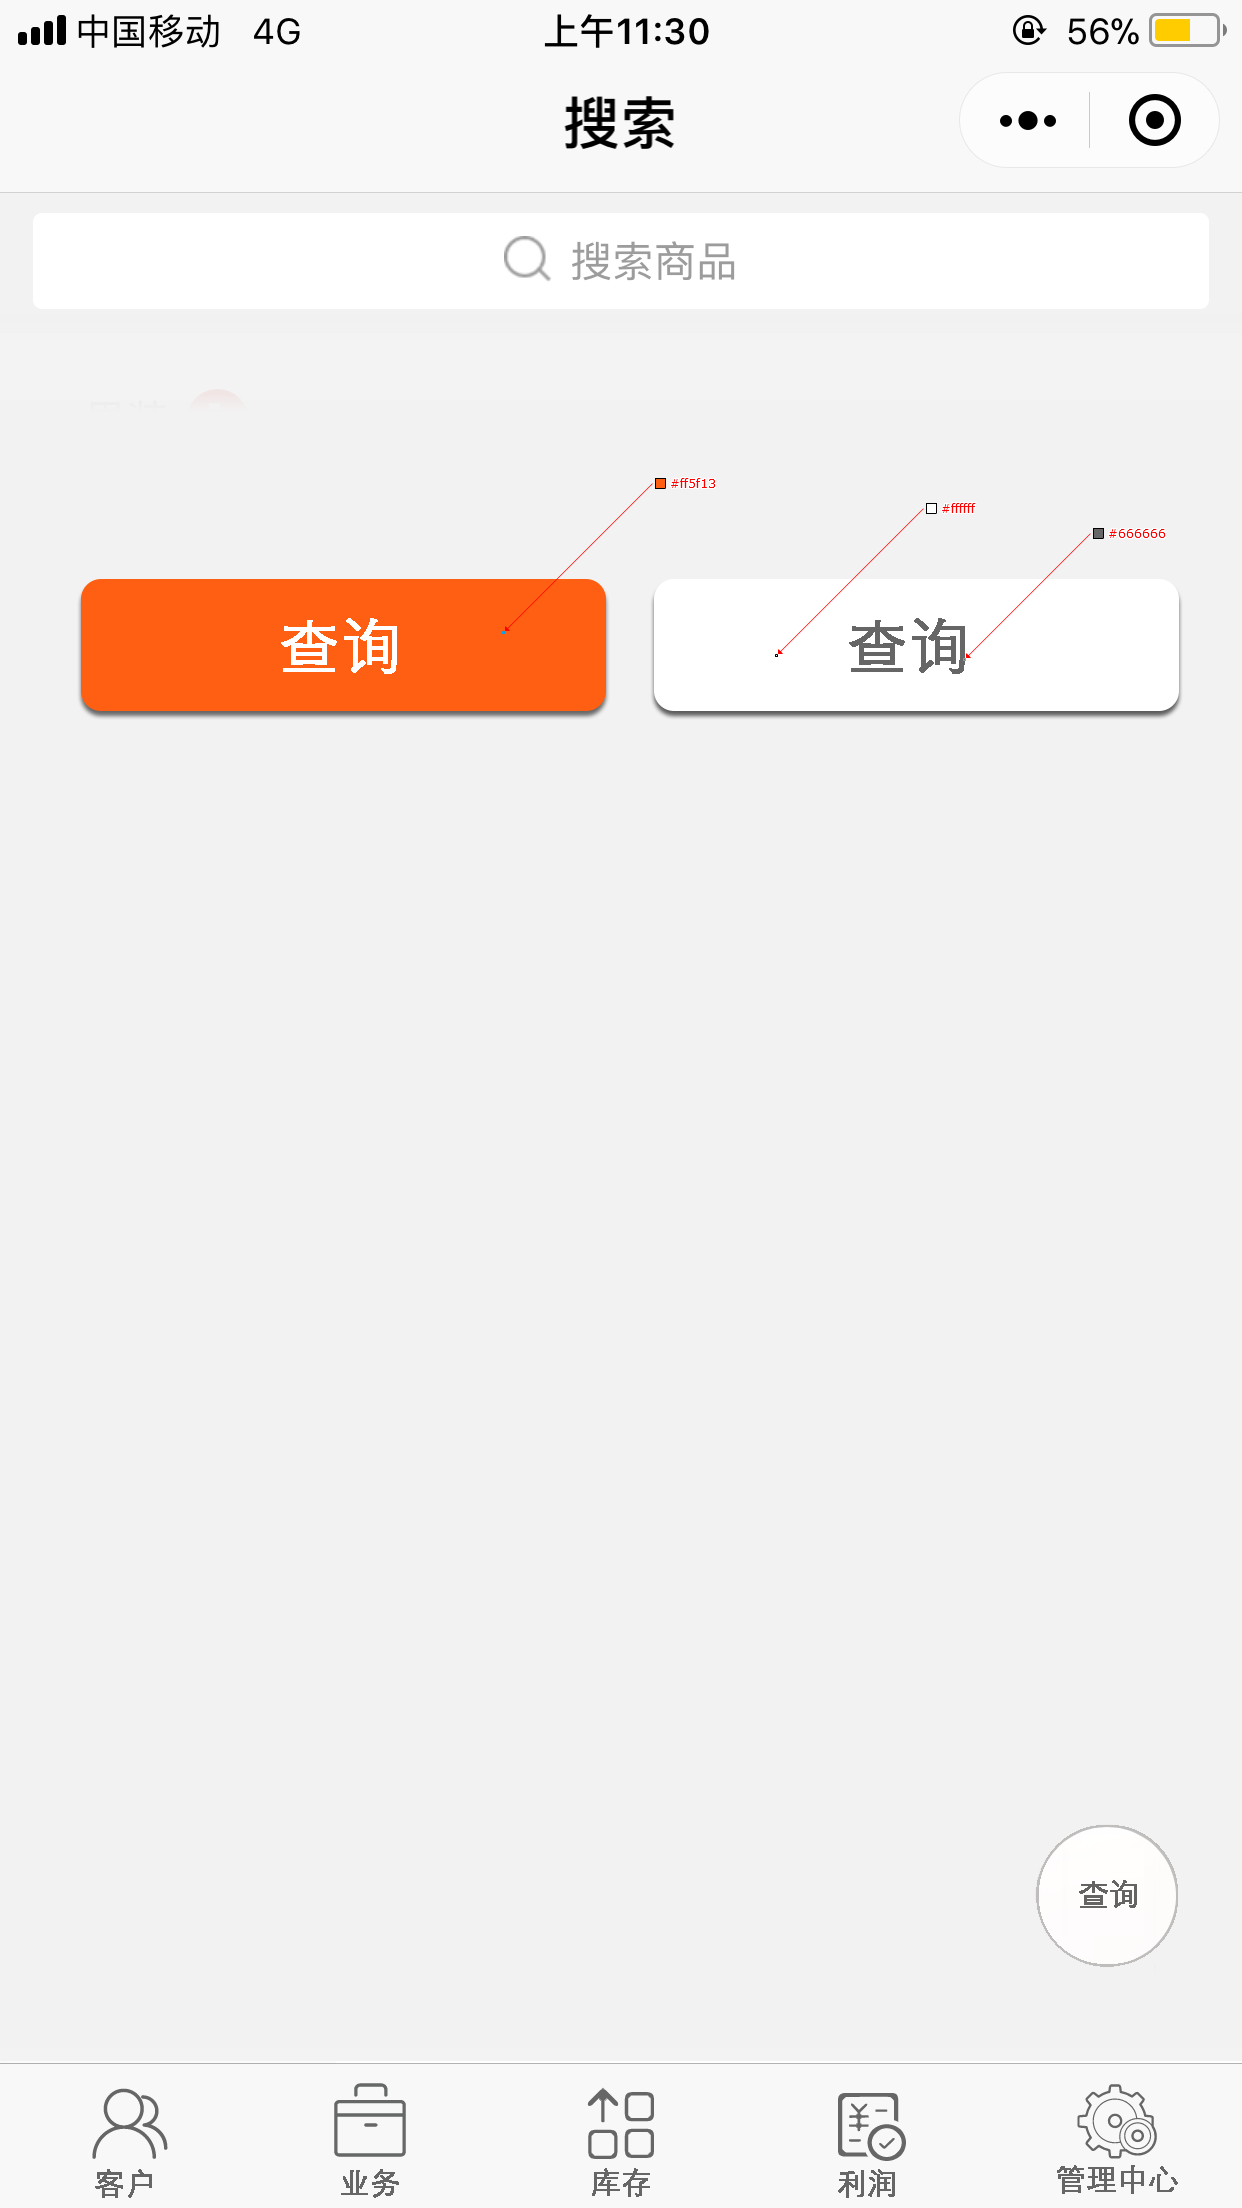 中国移动 4G 上午11:30 56%
搜索
搜索商品
#ff5f13
#ffffff
#666666
查询 查询
查询
客户 业务 库存 利润 管理中心